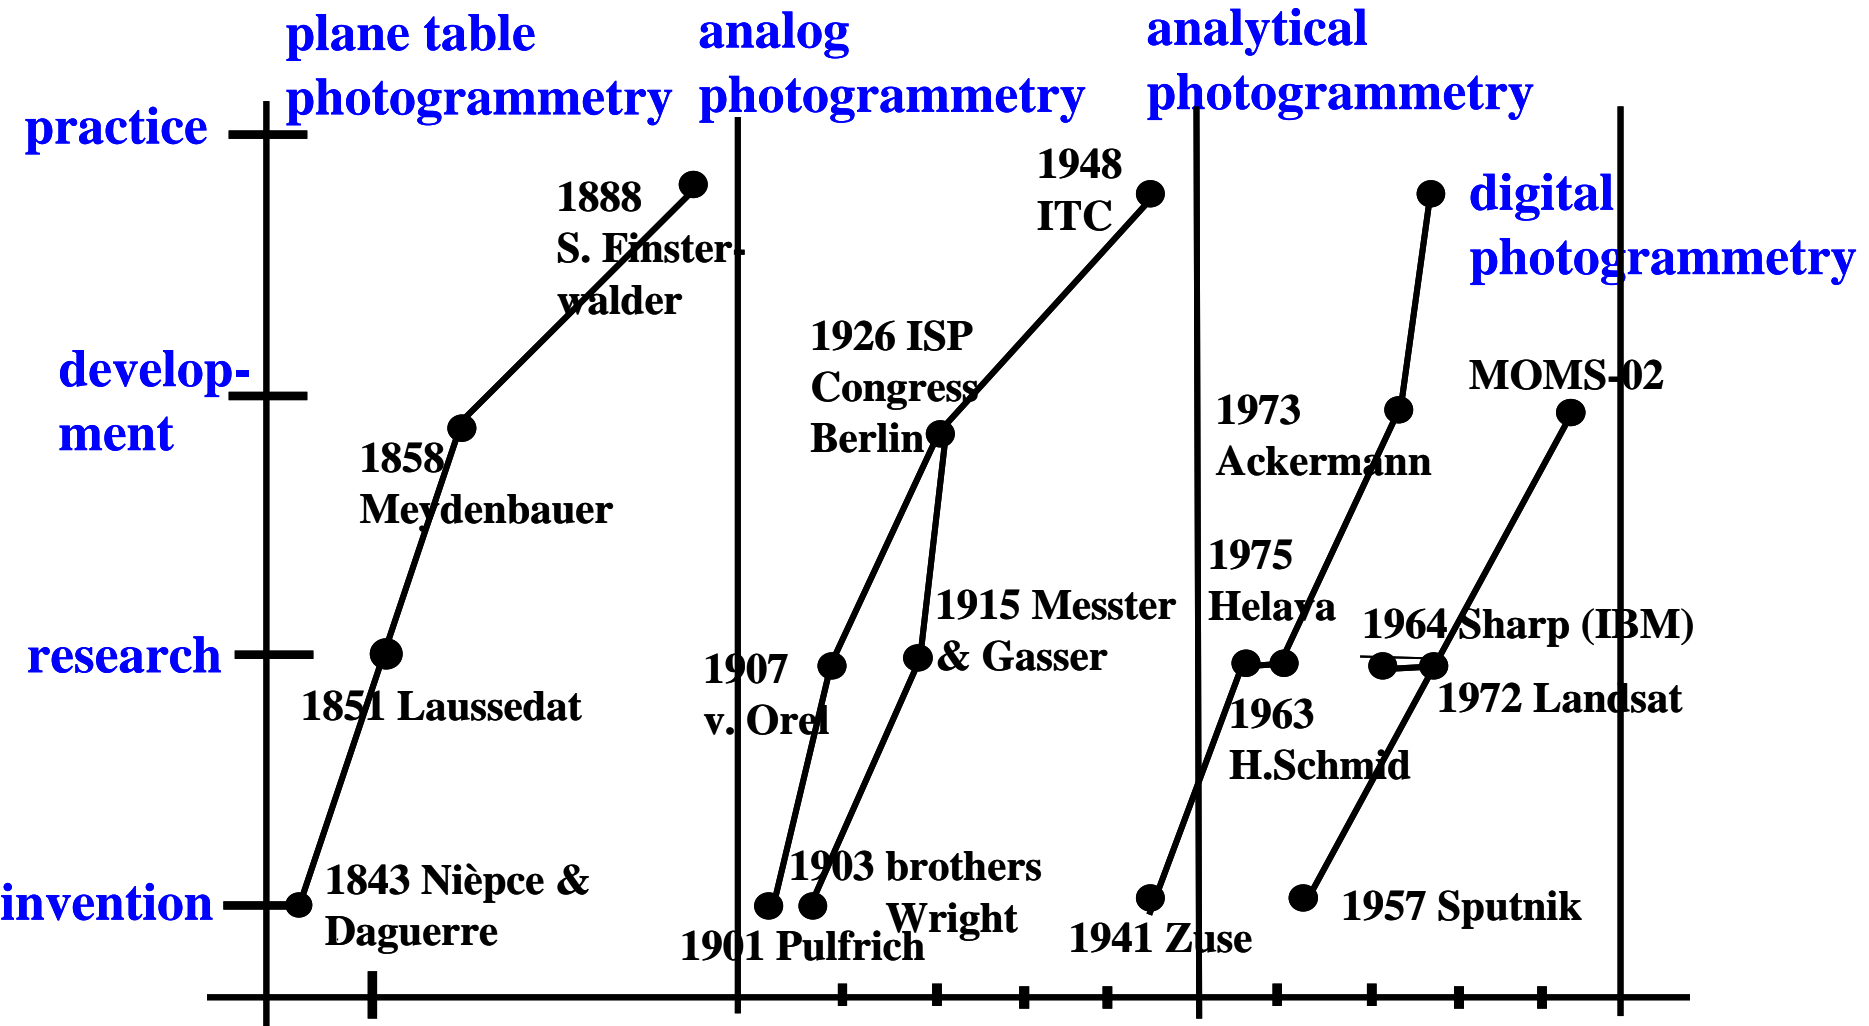 plane table
photogrammetry
analog
photogrammetry
analytical
photogrammetry
practice
1888
S. Finster-
walder
1948
ITC
digital
photogrammetry
develop-
ment
1926 ISP
Congress
Berlin
MOMS-02
1973
Ackermann
1858
Meydenbauer
1975
Helava
1915 Messter
& Gasser
1964 Sharp (IBM)
research
1907
v. Orel
1851 Laussedat
1972 Landsat
1963
H.Schmid
invention
1843 Nièpce &
Daguerre
1903 brothers
Wright
1901 Pulfrich
1941 Zuse
1957 Sputnik